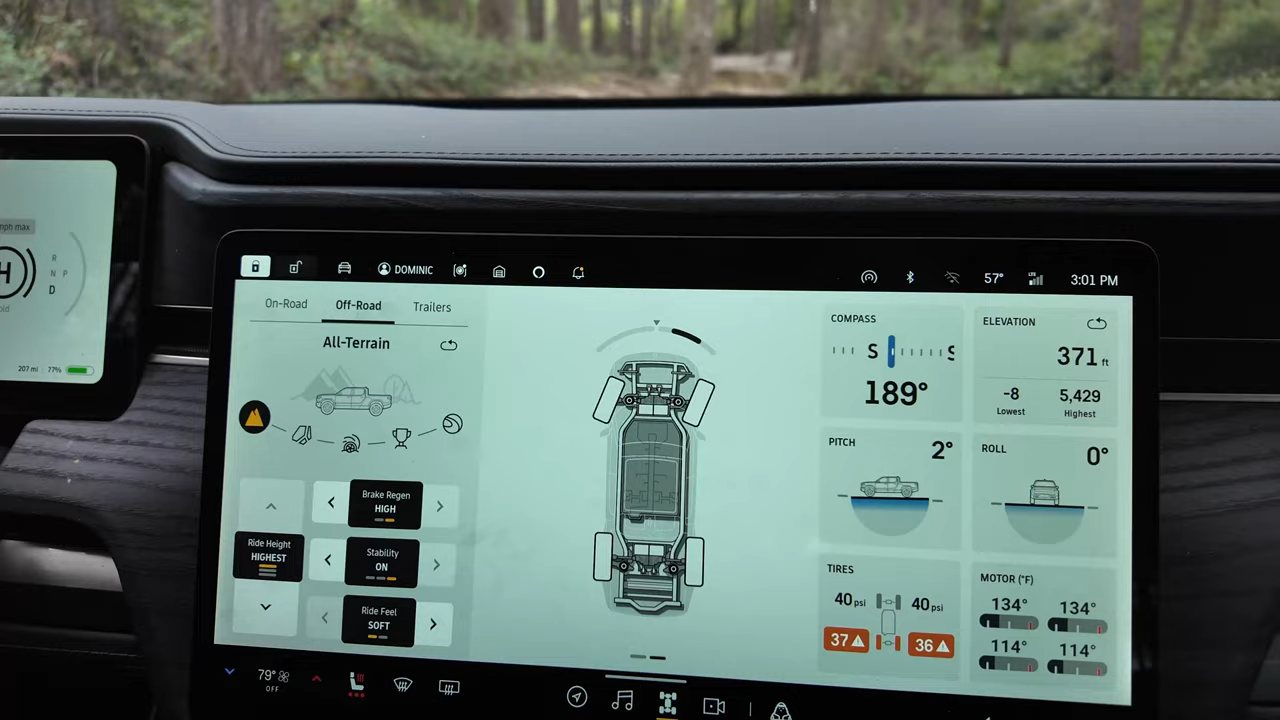 mph max
H
R
N P
D
old
207 mi 77%
DOMINIC
57°
LTE
3:01 PM
On-Road
Off-Road
Trailers
All-Terrain
Brake Regen
HIGH
Ride Height
HIGHEST
Stability
ON
Ride Feel
SOFT
COMPASS
S
S
189°
ELEVATION
371 ft
-8
Lowest
5,429
Highest
PITCH
2°
ROLL
0°
TIRES
40 psi
40 psi
37
36
MOTOR (°F)
134°
134°
114°
114°
79°
OFF